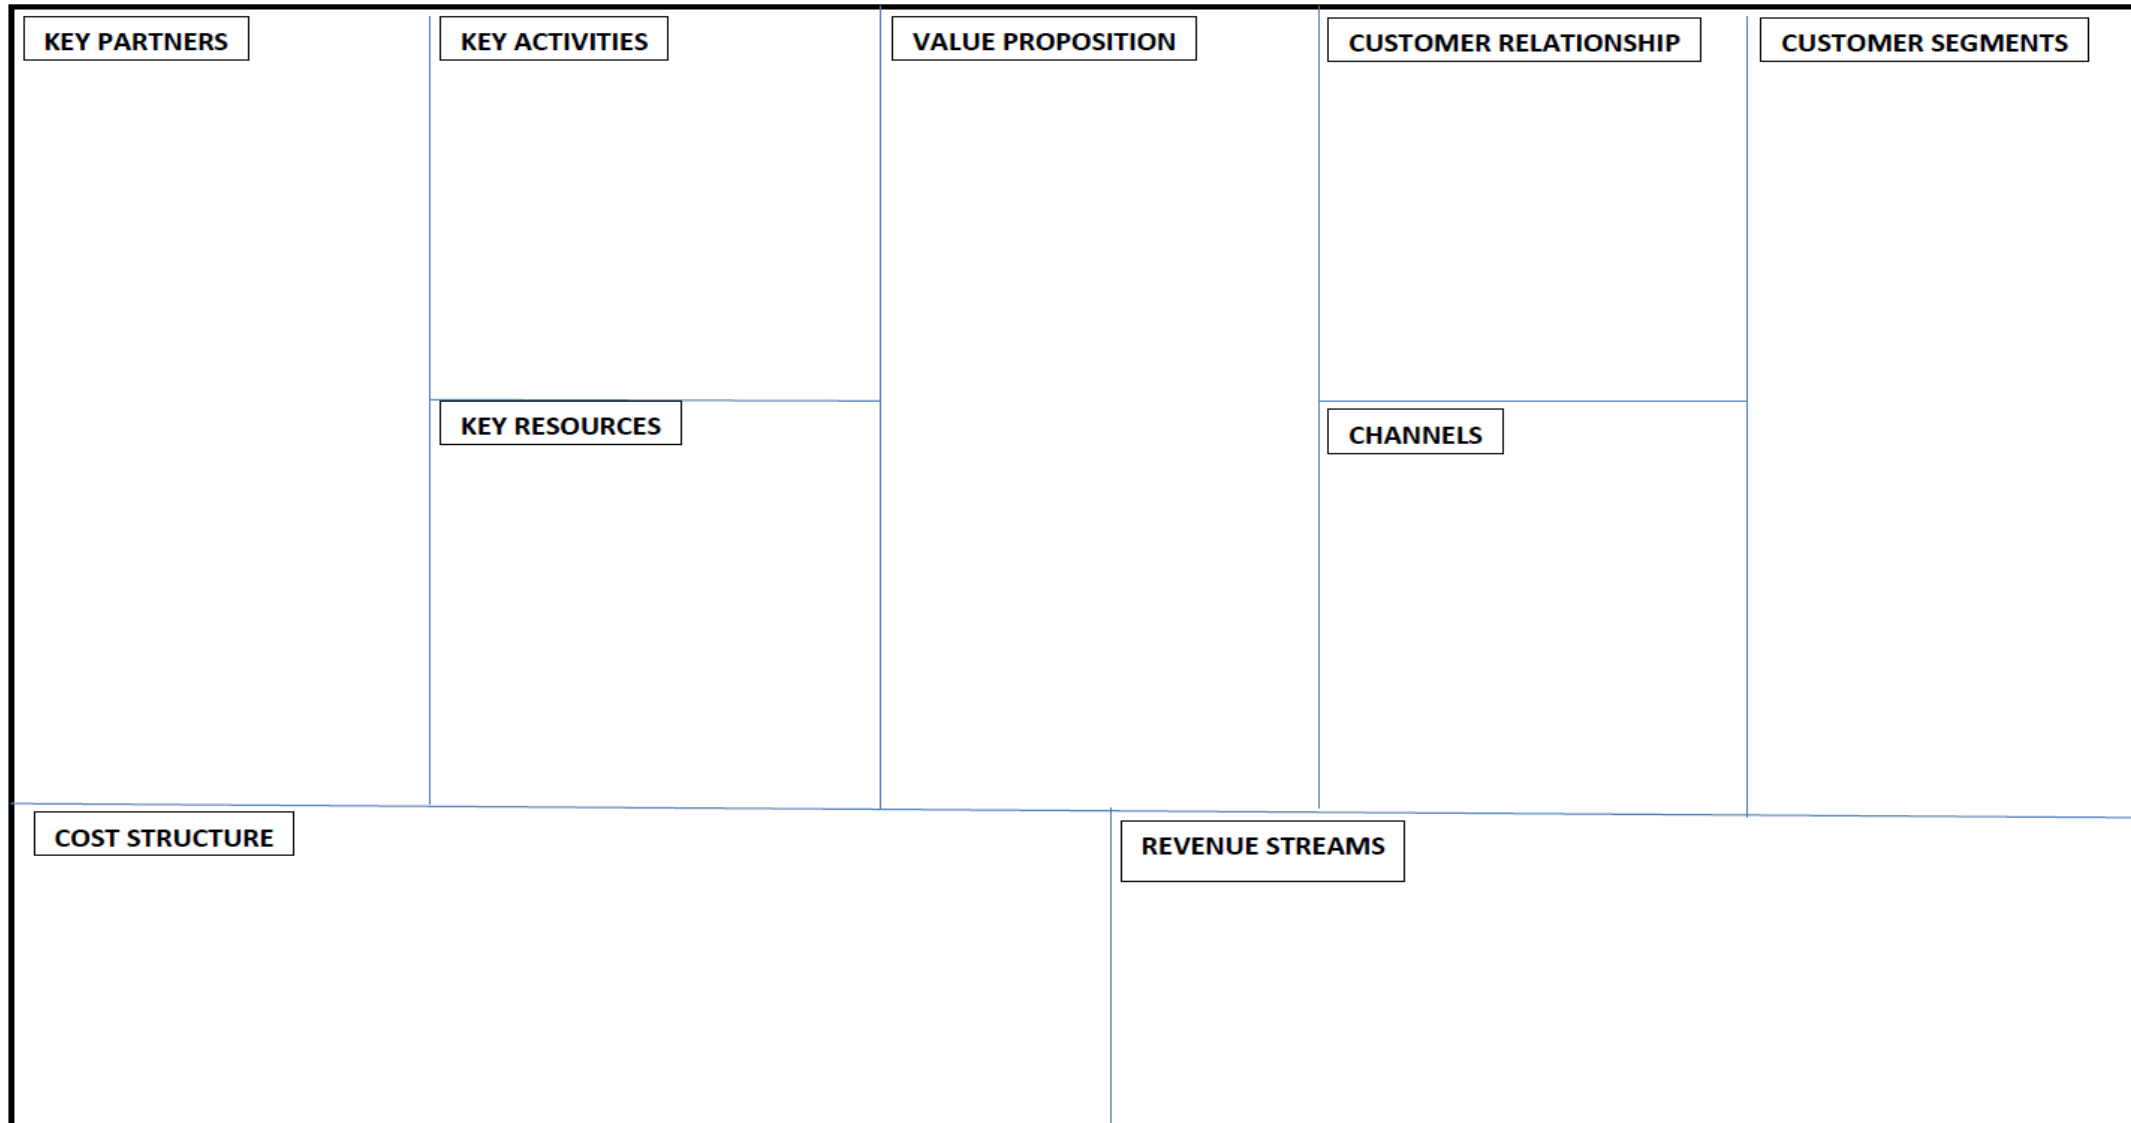 KEY PARTNERS
KEY ACTIVITIES
VALUE PROPOSITION
CUSTOMER RELATIONSHIP
CUSTOMER SEGMENTS
KEY RESOURCES
CHANNELS
COST STRUCTURE
REVENUE STREAMS